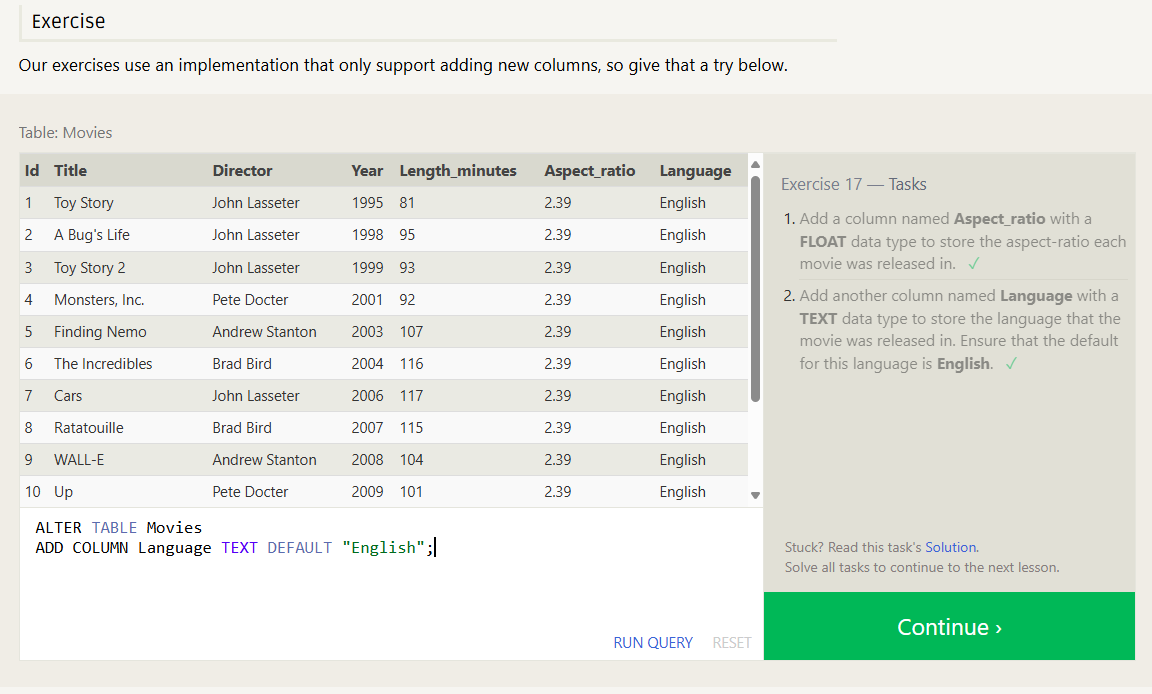 Exercise
Our exercises use an implementation that only support adding new columns, so give that a try below.
Table: Movies
Id Title Director Year Length_minutes Aspect_ratio Language
1 Toy Story John Lasseter 1995 81 2.39 English
2 A Bug's Life John Lasseter 1998 95 2.39 English
3 Toy Story 2 John Lasseter 1999 93 2.39 English
4 Monsters, Inc. Pete Docter 2001 92 2.39 English
5 Finding Nemo Andrew Stanton 2003 107 2.39 English
6 The Incredibles Brad Bird 2004 116 2.39 English
7 Cars John Lasseter 2006 117 2.39 English
8 Ratatouille Brad Bird 2007 115 2.39 English
9 WALL-E Andrew Stanton 2008 104 2.39 English
10 Up Pete Docter 2009 101 2.39 English
ALTER TABLE Movies
ADD COLUMN Language TEXT DEFAULT "English";
RUN QUERY RESET
Exercise 17 — Tasks
1. Add a column named Aspect_ratio with a
FLOAT data type to store the aspect-ratio each
movie was released in. ✓
2. Add another column named Language with a
TEXT data type to store the language that the
movie was released in. Ensure that the default
for this language is English. ✓
Stuck? Read this task's Solution.
Solve all tasks to continue to the next lesson.
Continue ›